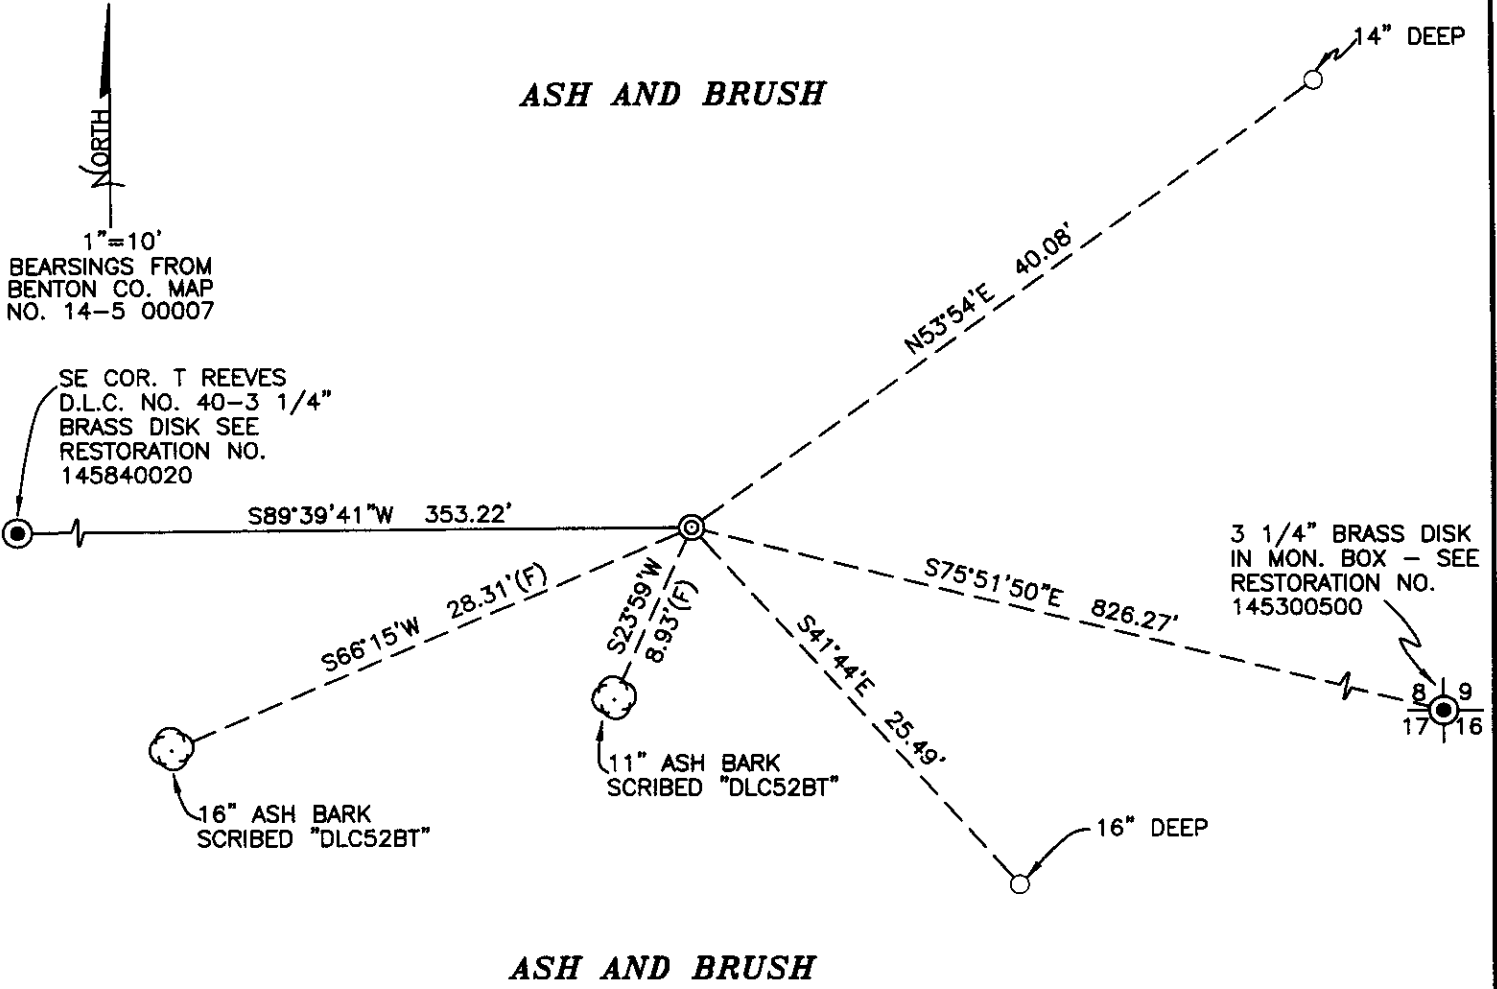 14" DEEP
ASH AND BRUSH
NORTH
1"=10'
BEARSINGS FROM
BENTON CO. MAP
NO. 14-5 00007
N53°54'E 40.08'
SE COR. T REEVES
D.L.C. NO. 40-3 1/4"
BRASS DISK SEE
RESTORATION NO.
145840020
S89°39'41"W 353.22'
3 1/4" BRASS DISK
IN MON. BOX - SEE
RESTORATION NO.
145300500
S75°51'50"E 826.27'
S66°15'W 28.31'(F)
S23°59'W
8.93'(F)
S41°44'E 25.49'
8 9
17 16
11" ASH BARK
SCRIBED "DLC52BT"
16" ASH BARK
SCRIBED "DLC52BT"
16" DEEP
ASH AND BRUSH